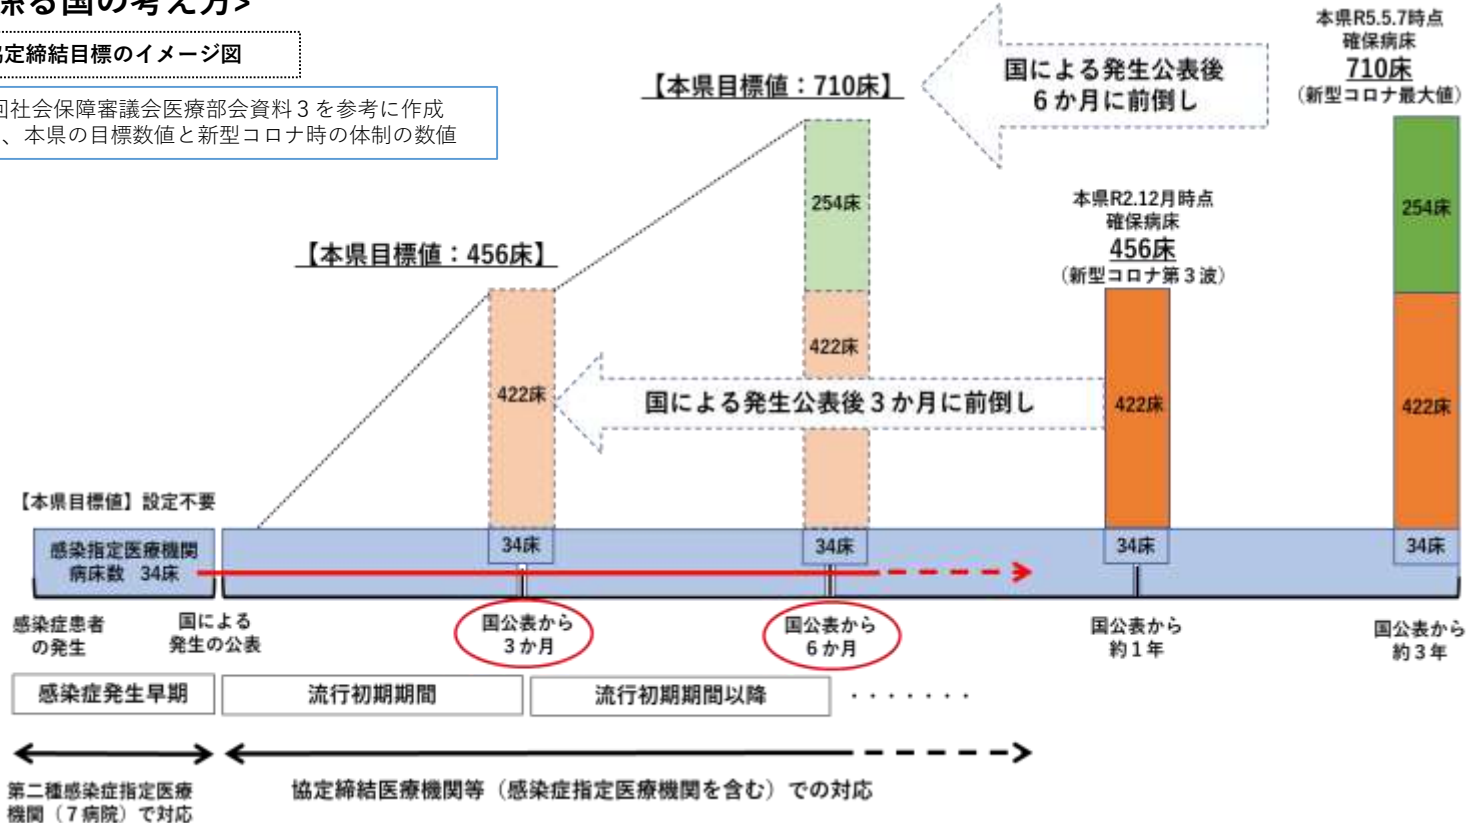 係る国の考え方>
協定締結目標のイメージ図
回社会保障審議会医療部会資料３を参考に作成
、本県の目標数値と新型コロナ時の体制の数値
【本県目標値：710床】
国による発生公表後
６か月に前倒し
本県R5.5.7時点
確保病床
710床
（新型コロナ最大値）
254床
254床
本県R2.12月時点
確保病床
456床
（新型コロナ第３波）
【本県目標値：456床】
422床
422床
国による発生公表後３か月に前倒し
422床
422床
【本県目標値】設定不要
感染指定医療機関
病床数 34床
34床
34床
34床
34床
感染症患者
の発生
国による
発生の公表
国公表から
３か月
国公表から
６か月
国公表から
約１年
国公表から
約３年
感染症発生早期
流行初期期間
流行初期期間以降
・・・・・・・
第二種感染症指定医療
機関（７病院）で対応
協定締結医療機関等（感染症指定医療機関を含む）での対応